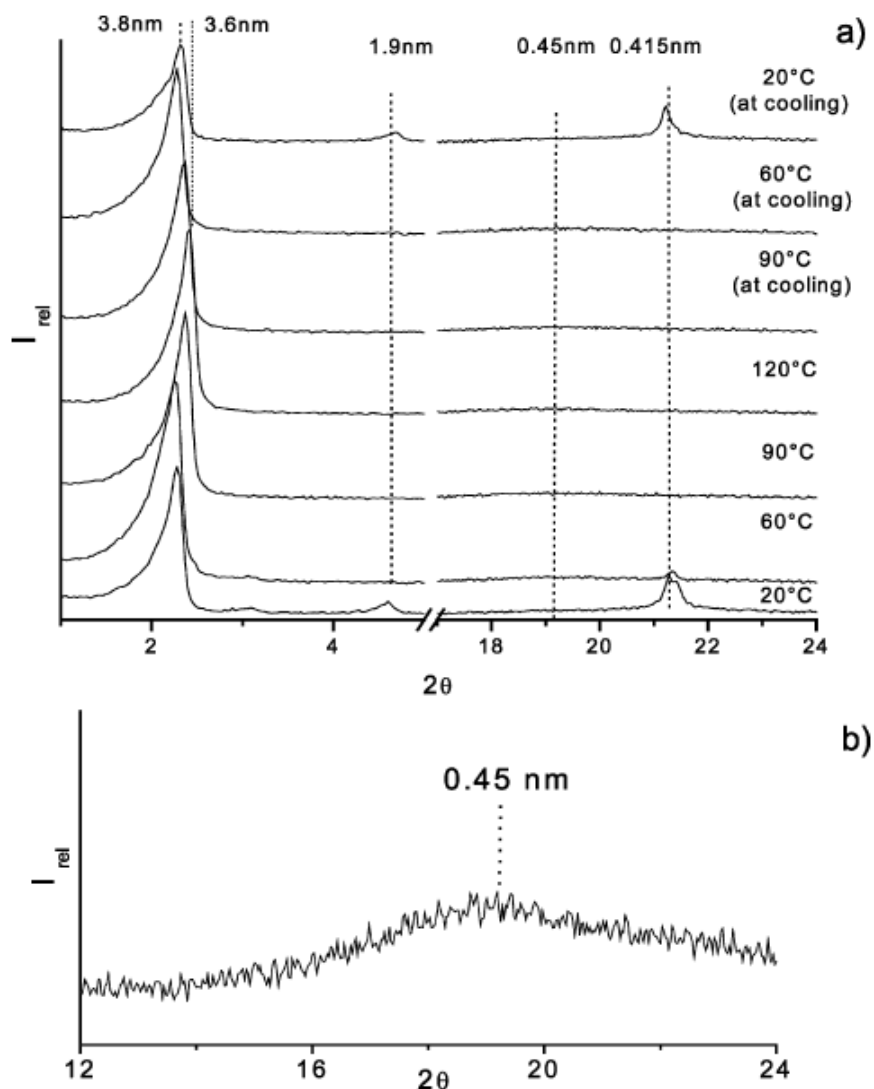 3.8nm 3.6nm
1.9nm 0.45nm 0.415nm
a)
20°C
(at cooling)
60°C
(at cooling)
90°C
(at cooling)
120°C
90°C
60°C
20°C
I rel
2 4 18 20 22 24
2θ
b)
0.45 nm
I rel
12 16 20 24
2θ